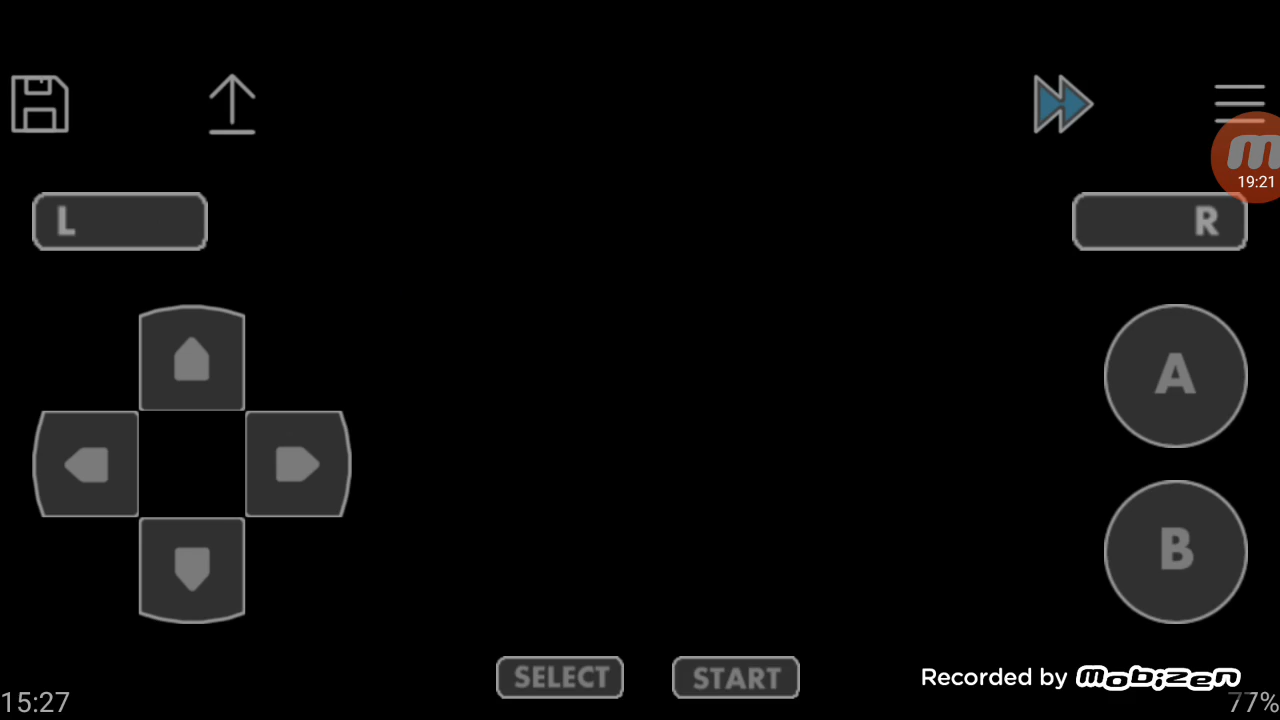 19:21
L
R
A
B
SELECT
START
Recorded by mobizen
15:27
77%